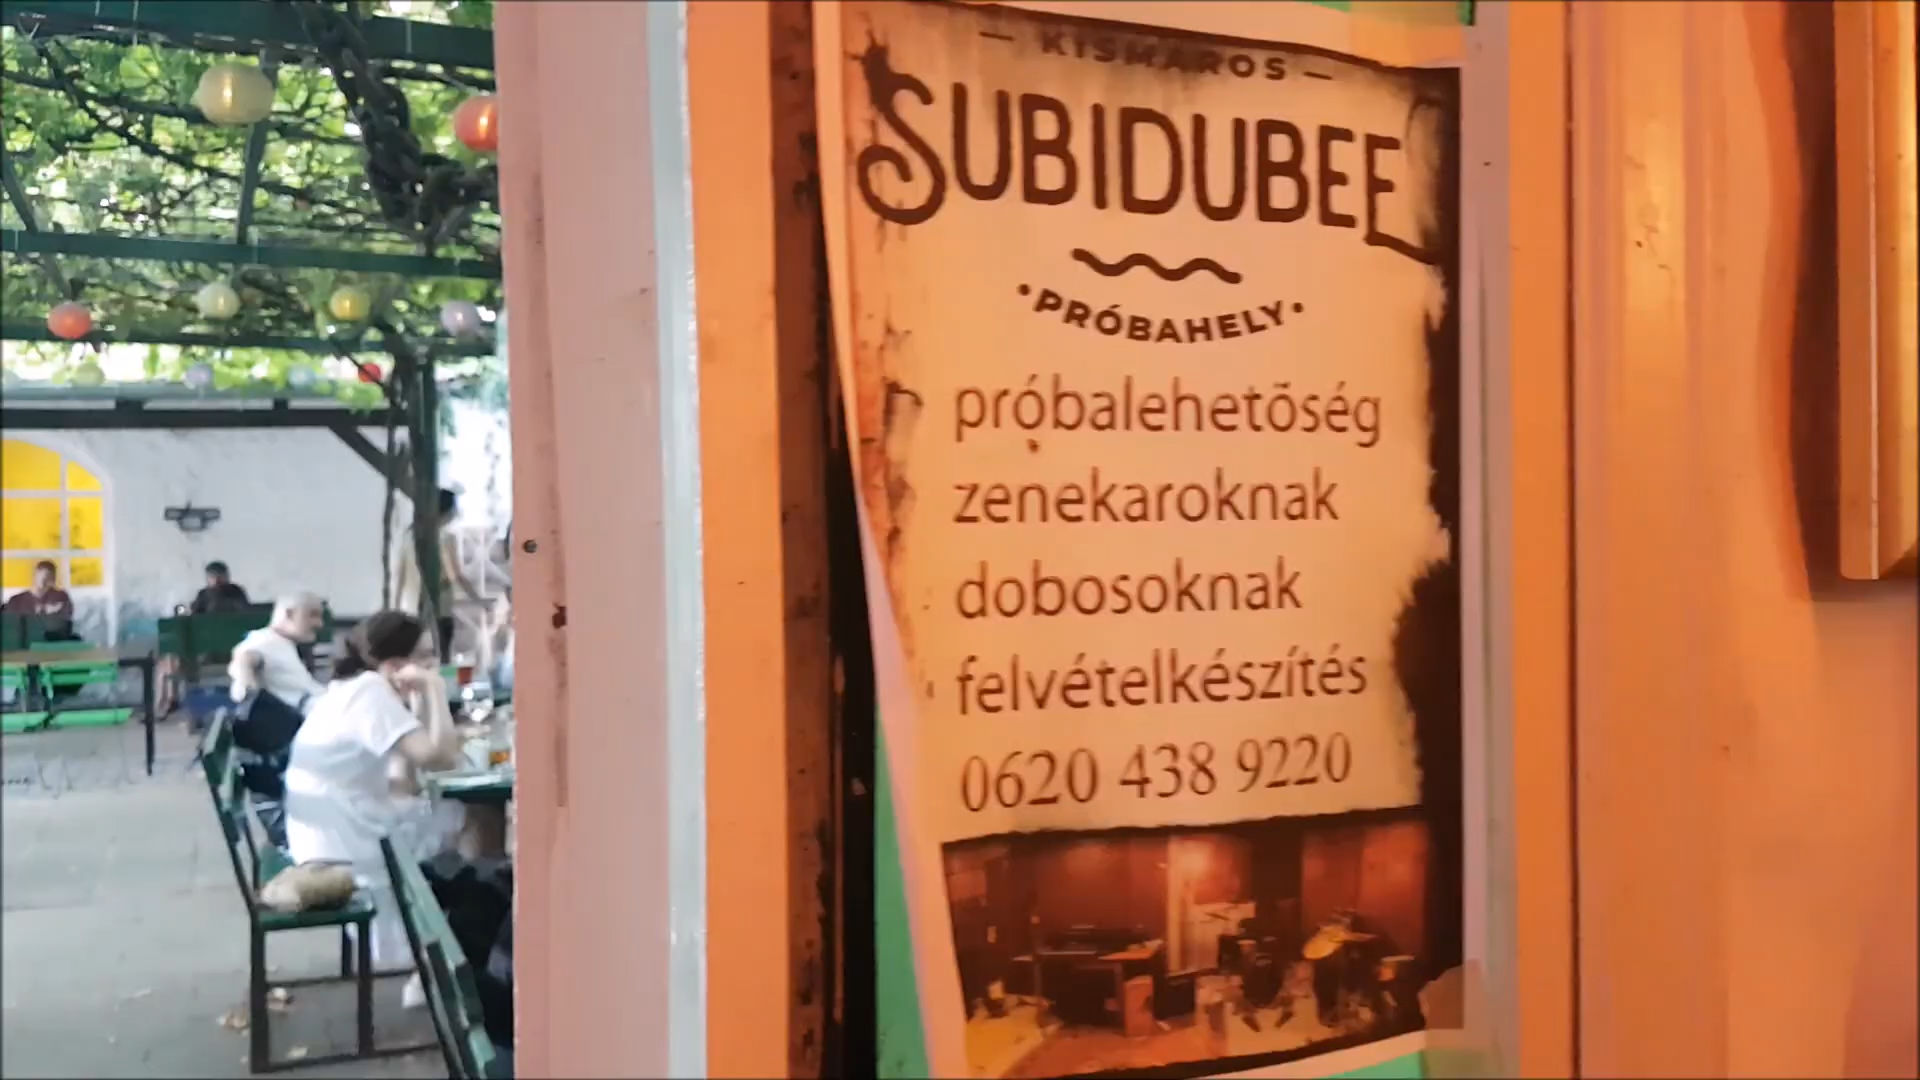 — KISMAROS —
SUBIDUBEE
• PRÓBAHELY •
próbalehetőség
zenekaroknak
dobosoknak
felvételkészítés
0620 438 9220